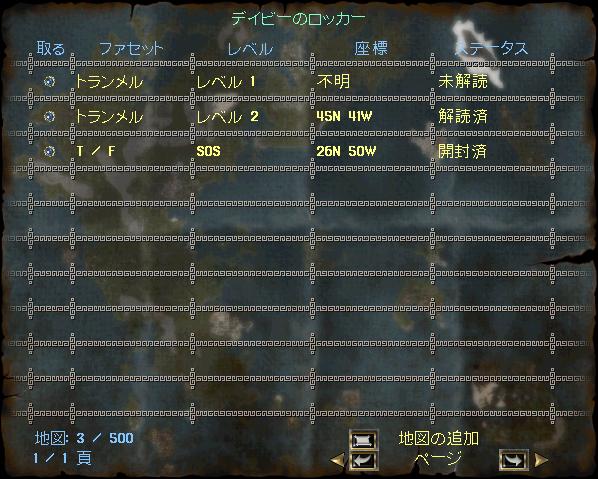 デイビーのロッカー
取る ファセット レベル 座標 ステータス
トランメル レベル 1 不明 未解読
トランメル レベル 2 45N 41W 解読済
T / F SOS 26N 50W 開封済
地図: 3 / 500 地図の追加
1 / 1 頁 ページ